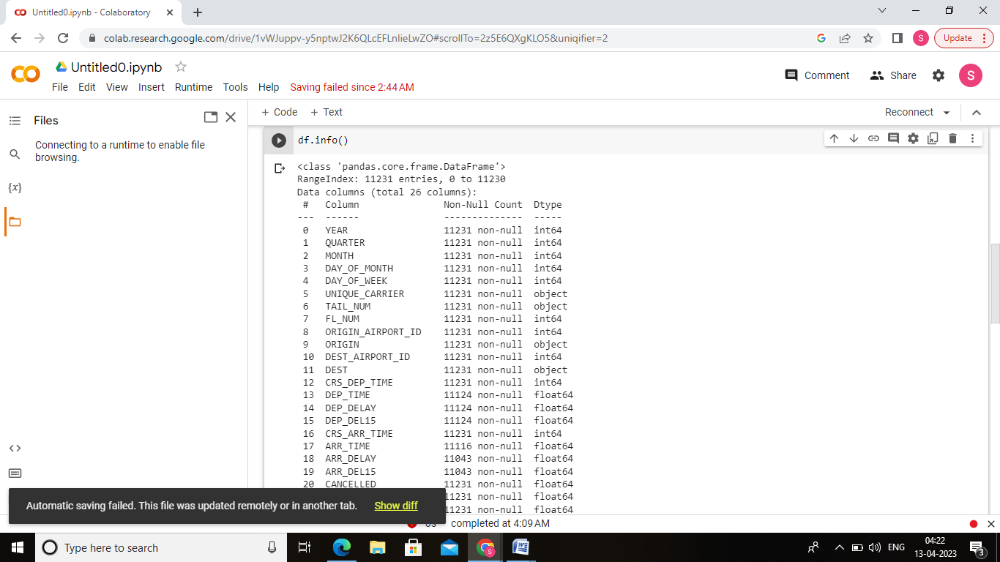 Untitled0.ipynb - Colaboratory
colab.research.google.com/drive/1vWJuppv-y5nptwJ2K6QLcEFLnIieLwZO#scrollTo=2z5E6QXgKLO5&uniqifier=2
S
Update
Untitled0.ipynb
Comment
Share
S
File Edit View Insert Runtime Tools Help Saving failed since 2:44 AM
Files
+ Code + Text
Reconnect
Connecting to a runtime to enable file
browsing.
{x}
df.info()
<class 'pandas.core.frame.DataFrame'>
RangeIndex: 11231 entries, 0 to 11230
Data columns (total 26 columns):
# Column Non-Null Count Dtype
--- ------ -------------- -----
0 YEAR 11231 non-null int64
1 QUARTER 11231 non-null int64
2 MONTH 11231 non-null int64
3 DAY_OF_MONTH 11231 non-null int64
4 DAY_OF_WEEK 11231 non-null int64
5 UNIQUE_CARRIER 11231 non-null object
6 TAIL_NUM 11231 non-null object
7 FL_NUM 11231 non-null int64
8 ORIGIN_AIRPORT_ID 11231 non-null int64
9 ORIGIN 11231 non-null object
10 DEST_AIRPORT_ID 11231 non-null int64
11 DEST 11231 non-null object
12 CRS_DEP_TIME 11231 non-null int64
13 DEP_TIME 11124 non-null float64
14 DEP_DELAY 11124 non-null float64
15 DEP_DEL15 11124 non-null float64
16 CRS_ARR_TIME 11231 non-null int64
17 ARR_TIME 11116 non-null float64
18 ARR_DELAY 11043 non-null float64
19 ARR_DEL15 11043 non-null float64
20 CANCELLED 11231 non-null float64
11231 non-null float64
11231 non-null float64
Automatic saving failed. This file was updated remotely or in another tab. Show diff
completed at 4:09 AM
Type here to search
ENG
04:22
13-04-2023
3